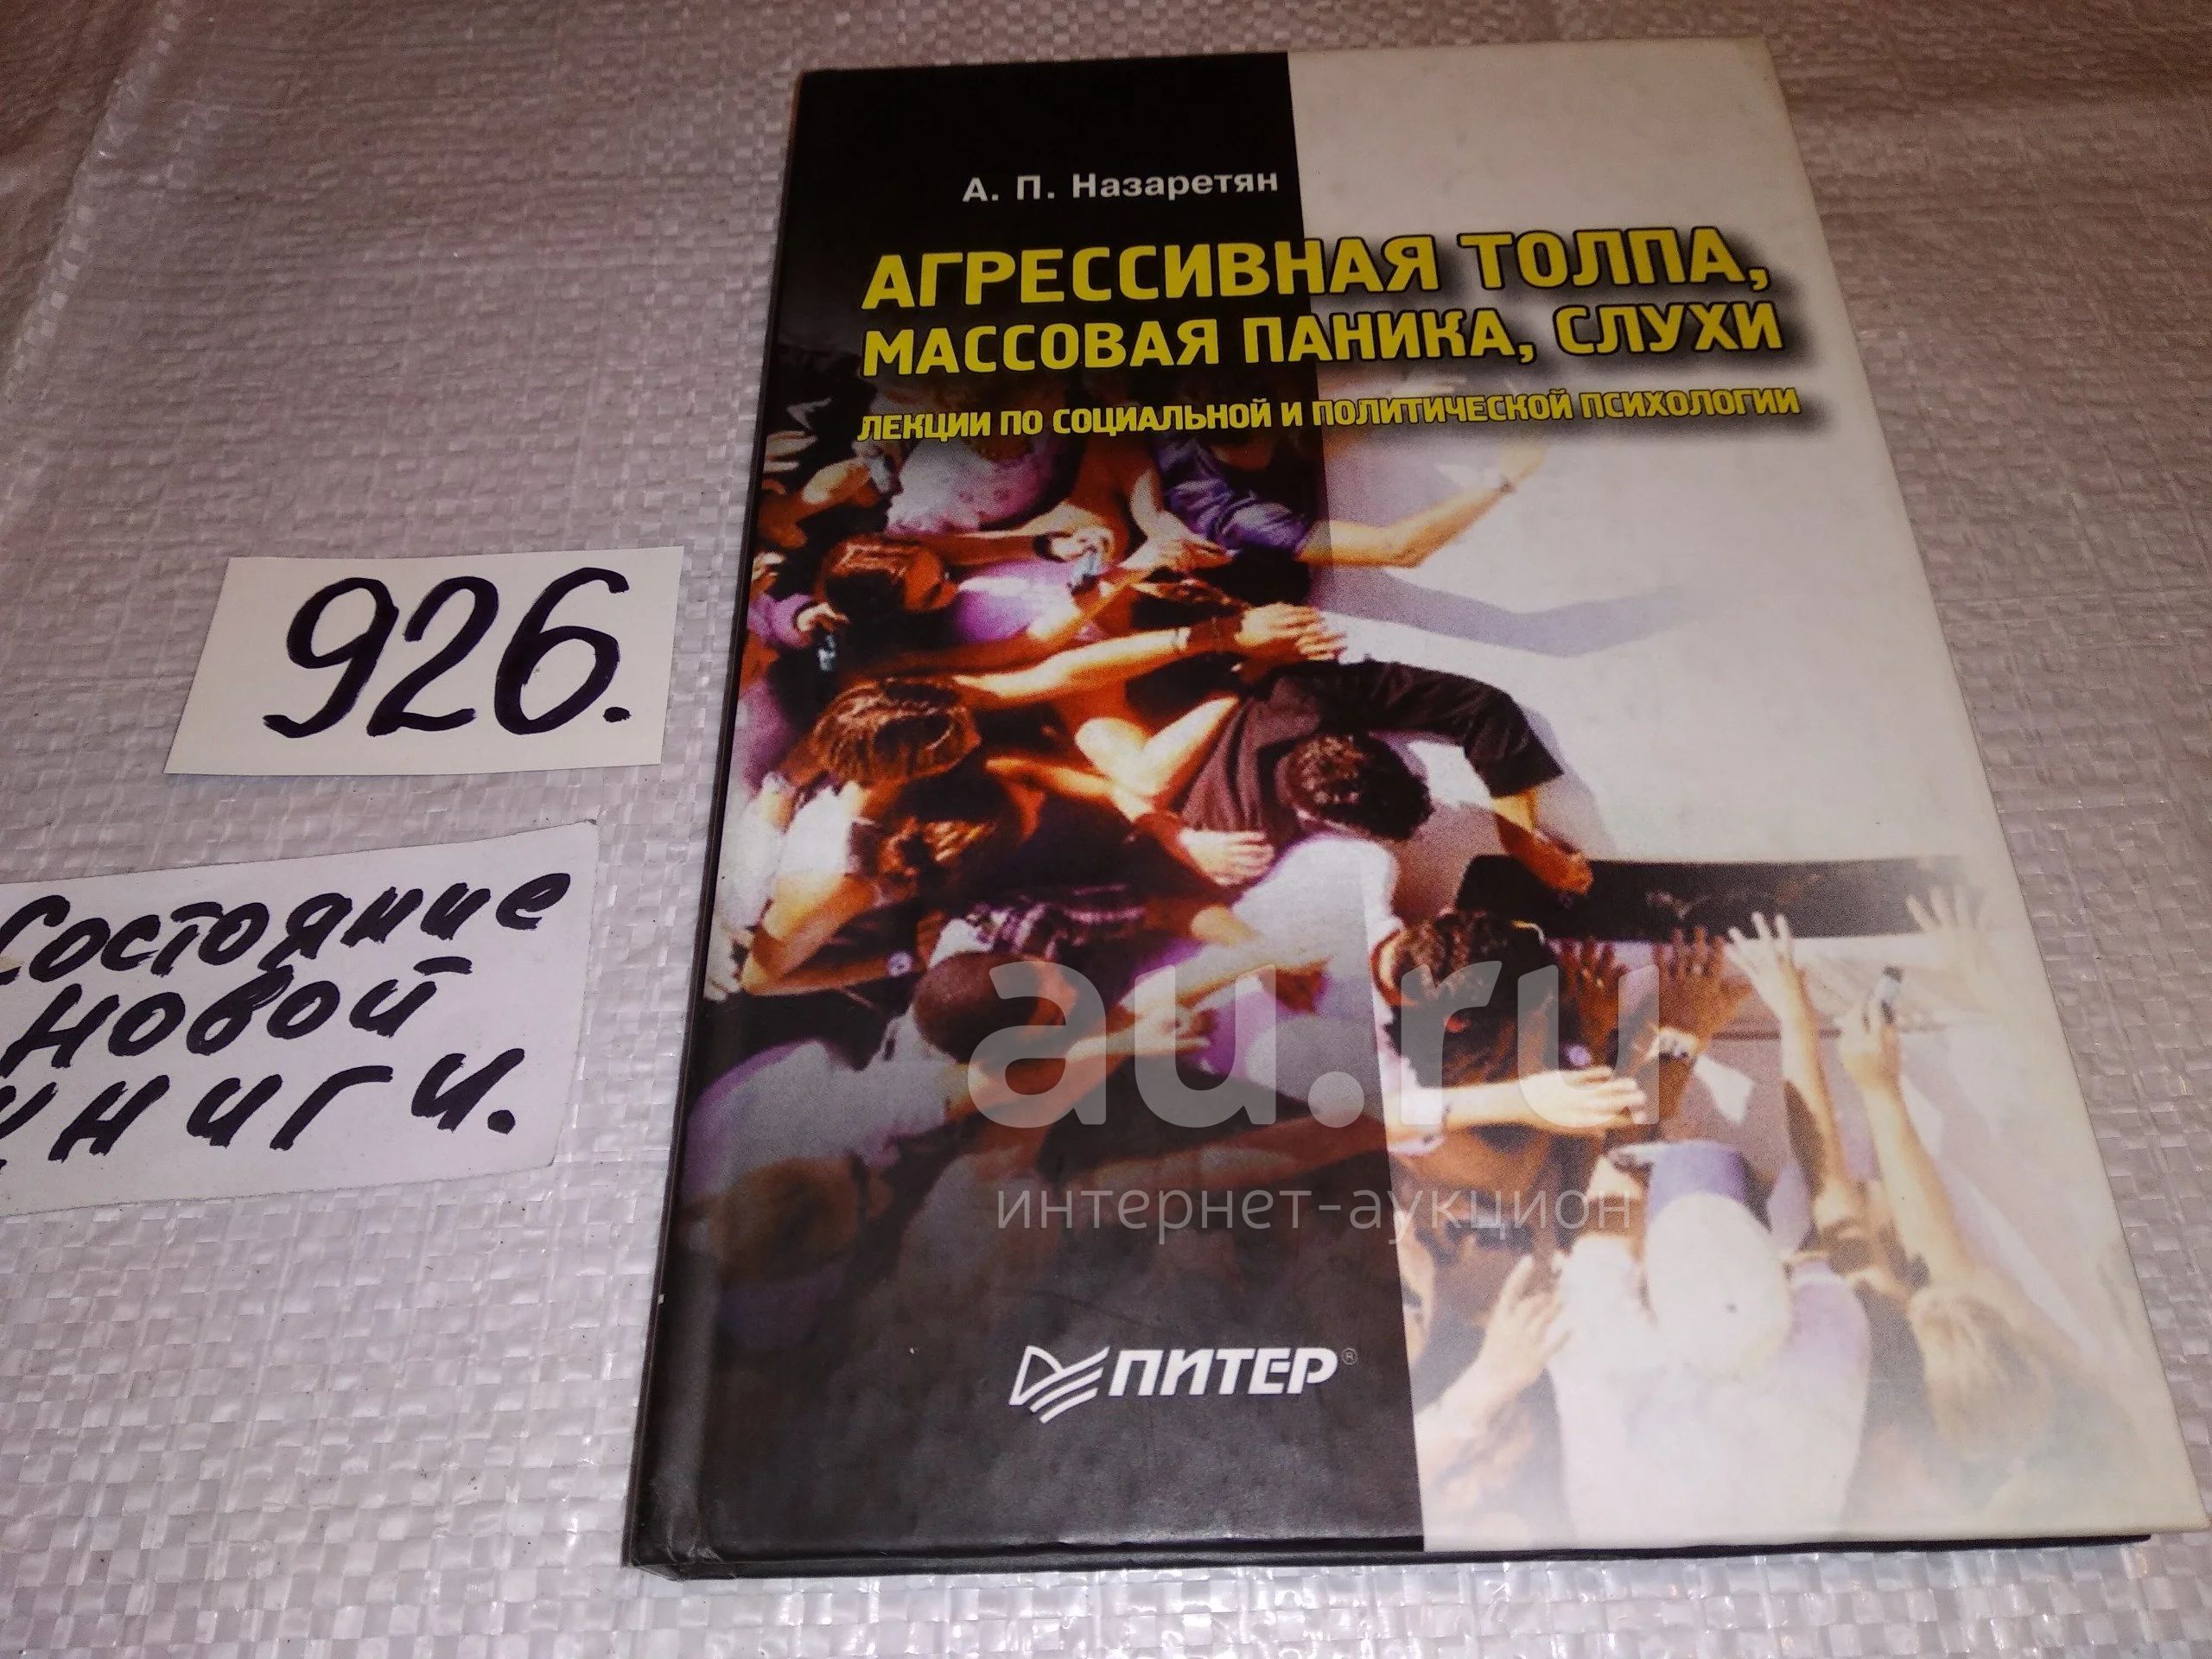 А. П. Назаретян
АГРЕССИВНАЯ ТОЛПА,
МАССОВАЯ ПАНИКА, СЛУХИ
ЛЕКЦИИ ПО СОЦИАЛЬНОЙ И ПОЛИТИЧЕСКОЙ ПСИХОЛОГИИ
926.
Состояние
новой
книги.
au.ru
интернет-аукцион
ПИТЕР®